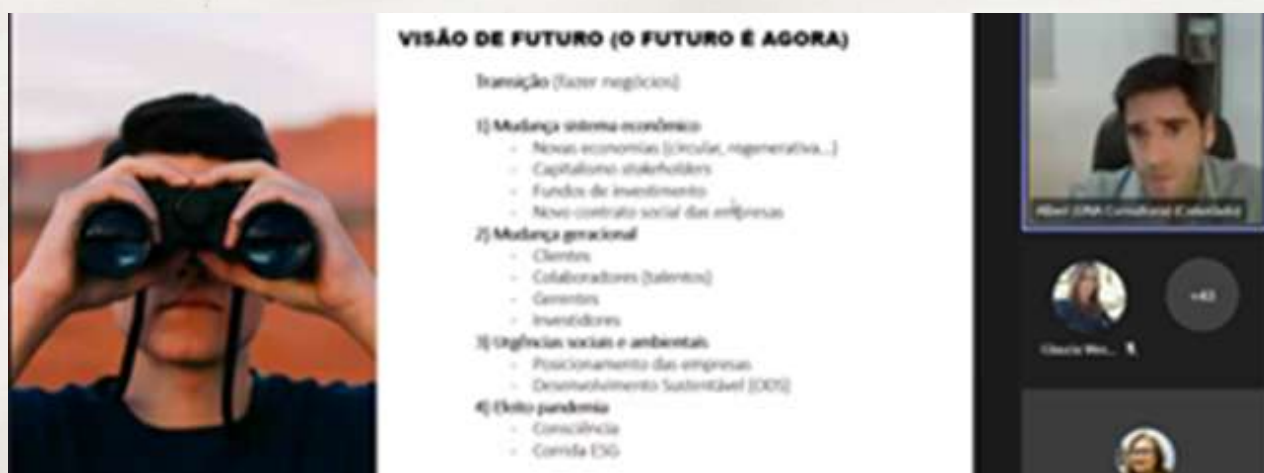 VISÃO DE FUTURO (O FUTURO É AGORA)
Transição (fazer negócios)
1) Mudança sistema econômico
- Novas economias (circular, regenerativa...)
- Capitalismo stakeholders
- Fundos de investimento
- Novo contrato social das empresas
2) Mudança geracional
- Clientes
- Colaboradores (talentos)
- Gerentes
- Investidores
3) Urgências sociais e ambientais
- Posicionamento das empresas
- Desenvolvimento Sustentável (ODS)
4) Efeito pandemia
- Consciência
- Corrida ESG
(Convidado)
+43